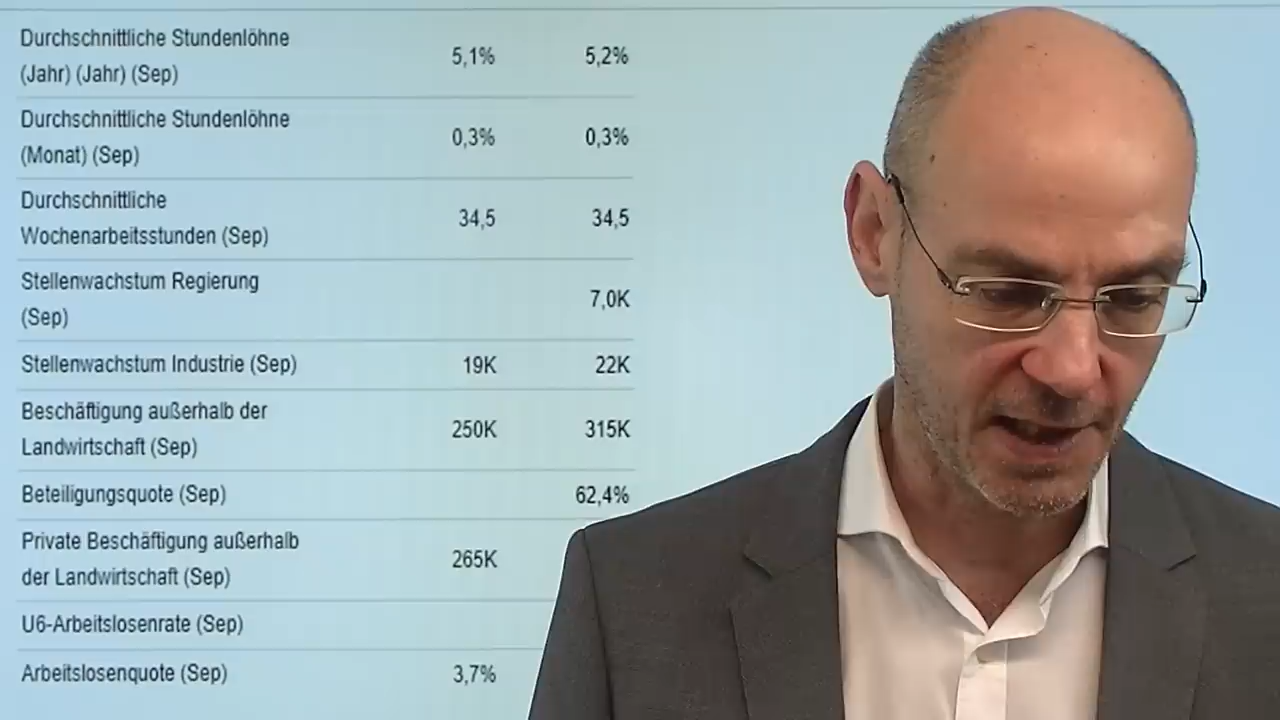 Durchschnittliche Stundenlöhne
(Jahr) (Jahr) (Sep) 5,1% 5,2%
Durchschnittliche Stundenlöhne
(Monat) (Sep) 0,3% 0,3%
Durchschnittliche
Wochenarbeitsstunden (Sep) 34,5 34,5
Stellenwachstum Regierung
(Sep) 7,0K
Stellenwachstum Industrie (Sep) 19K 22K
Beschäftigung außerhalb der
Landwirtschaft (Sep) 250K 315K
Beteiligungsquote (Sep) 62,4%
Private Beschäftigung außerhalb
der Landwirtschaft (Sep) 265K
U6-Arbeitslosenrate (Sep)
Arbeitslosenquote (Sep) 3,7%